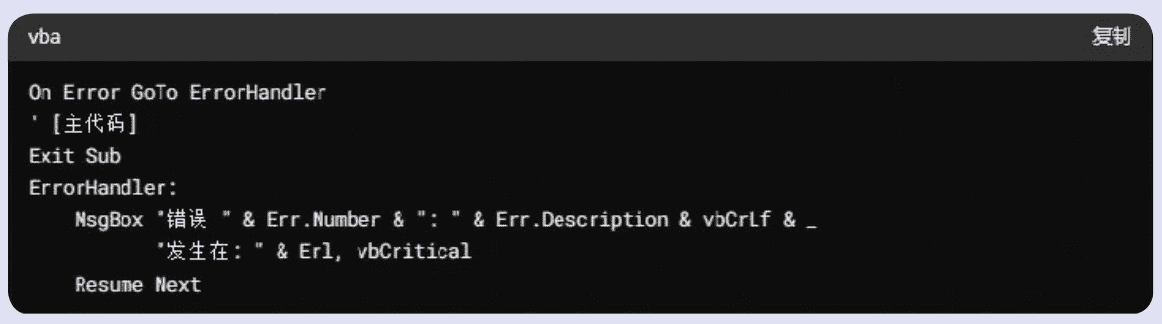 vba
复制
On Error GoTo ErrorHandler
' [主代码]
Exit Sub
ErrorHandler:
    MsgBox "错误 " & Err.Number & ": " & Err.Description & vbCrLf & _
           "发生在: " & Erl, vbCritical
    Resume Next